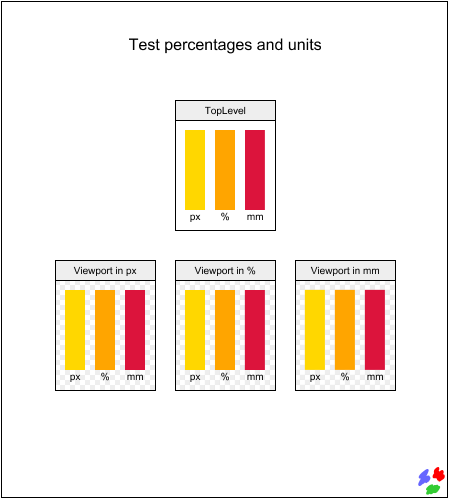 Test percentages and units
TopLevel
px % mm
Viewport in px Viewport in % Viewport in mm
px % mm px % mm px % mm